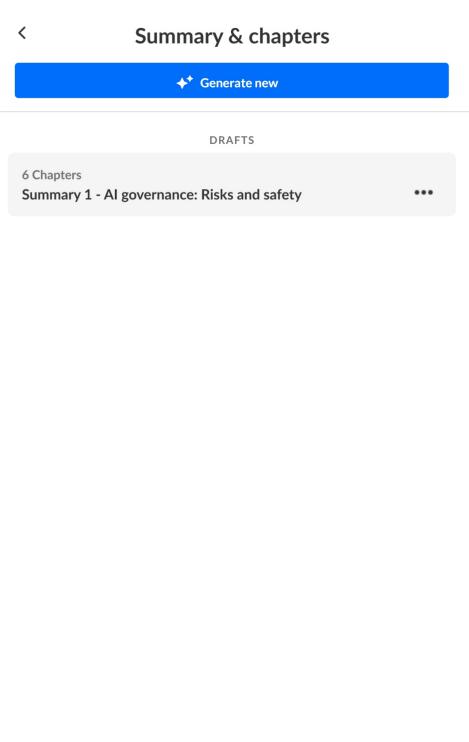 Summary & chapters
Generate new
DRAFTS
6 Chapters
Summary 1 - AI governance: Risks and safety